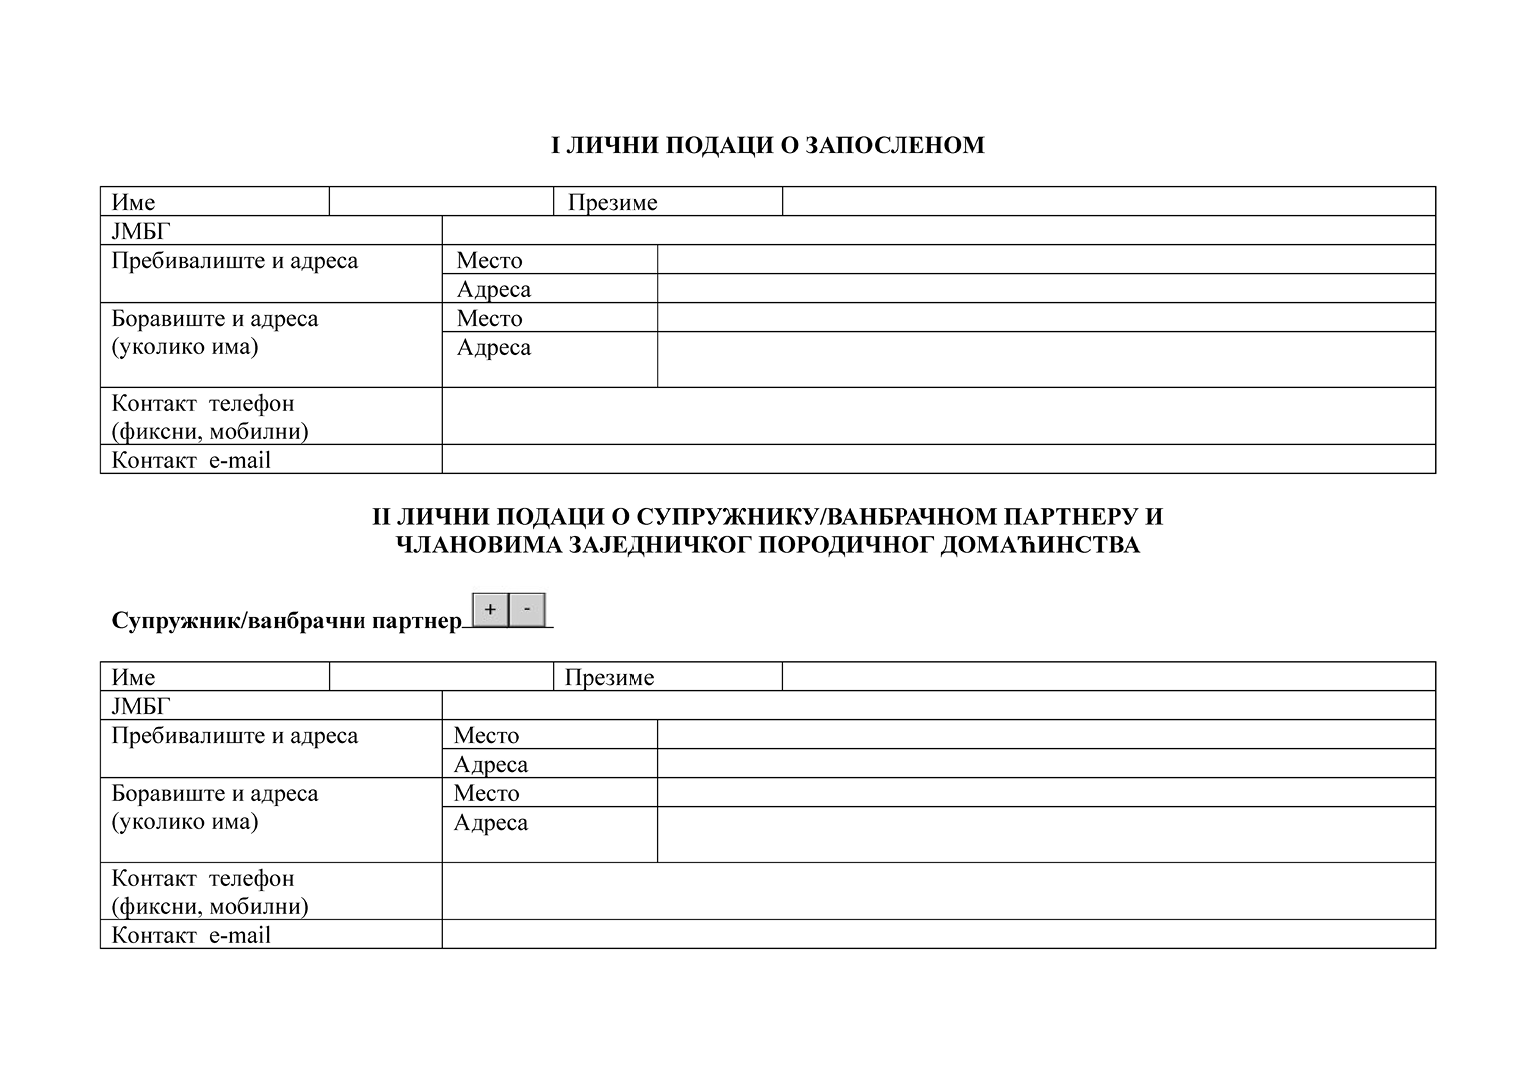 I ЛИЧНИ ПОДАЦИ О ЗАПОСЛЕНОМ
Име Презиме
ЈМБГ
Пребивалиште и адреса Место
Адреса
Боравиште и адреса Место
(уколико има) Адреса
Контакт телефон
(фиксни, мобилни)
Контакт e-mail
II ЛИЧНИ ПОДАЦИ О СУПРУЖНИКУ/ВАНБРАЧНОМ ПАРТНЕРУ И
ЧЛАНОВИМА ЗАЈЕДНИЧКОГ ПОРОДИЧНОГ ДОМАЋИНСТВА
Супружник/ванбрачни партнер + -
Име Презиме
ЈМБГ
Пребивалиште и адреса Место
Адреса
Боравиште и адреса Место
(уколико има) Адреса
Контакт телефон
(фиксни, мобилни)
Контакт e-mail